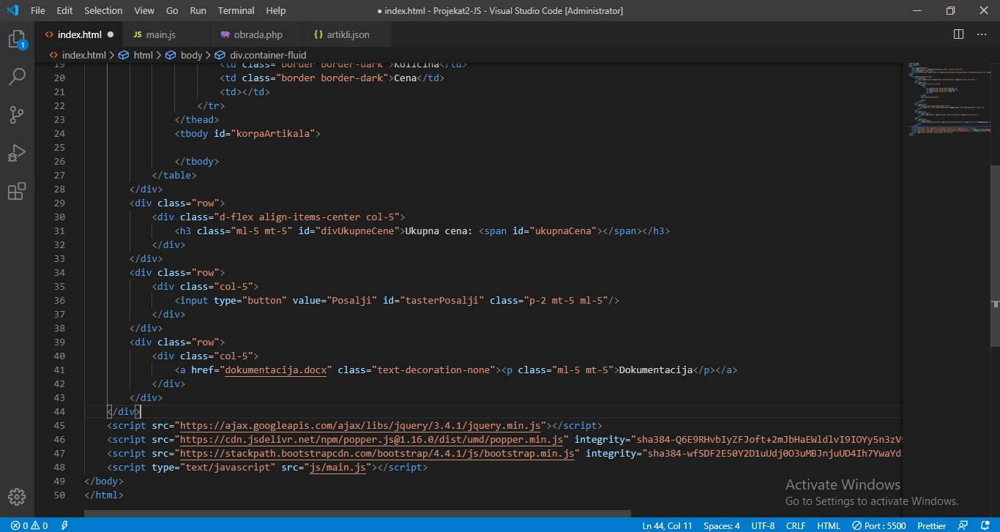 File Edit Selection View Go Run Terminal Help ● index.html - Projekat2-JS - Visual Studio Code [Administrator]
<> index.html ● JS main.js obrada.php {} artikli.json ···
<> index.html > html > body > div.container-fluid
1
19 <td class="border border-dark">Kolicina</td>
20 <td class="border border-dark">Cena</td>
21 <td></td>
22 </tr>
23 </thead>
24 <tbody id="korpaArtikala">
25
26 </tbody>
27 </table>
28 </div>
29 <div class="row">
30 <div class="d-flex align-items-center col-5">
31 <h3 class="ml-5 mt-5" id="divUkupneCene">Ukupna cena: <span id="ukupnaCena"></span></h3>
32 </div>
33 </div>
34 <div class="row">
35 <div class="col-5">
36 <input type="button" value="Posalji" id="tasterPosalji" class="p-2 mt-5 ml-5"/>
37 </div>
38 </div>
39 <div class="row">
40 <div class="col-5">
41 <a href="dokumentacija.docx" class="text-decoration-none"><p class="ml-5 mt-5">Dokumentacija</p></a>
42 </div>
43 </div>
44 </div>
45 <script src="https://ajax.googleapis.com/ajax/libs/jquery/3.4.1/jquery.min.js"></script>
46 <script src="https://cdn.jsdelivr.net/npm/popper.js@1.16.0/dist/umd/popper.min.js" integrity="sha384-Q6E9RHvbIyZFJoft+2mJbHaEWldlvI9IOYy5n3zV9
47 <script src="https://stackpath.bootstrapcdn.com/bootstrap/4.4.1/js/bootstrap.min.js" integrity="sha384-wfSDF2E50Y2D1uUdj0O3uMBJnjuUD4Ih7YwaYd1
48 <script type="text/javascript" src="js/main.js"></script>
49 </body>
50 </html>
Activate Windows
Go to Settings to activate Windows.
0 0 Ln 44, Col 11 Spaces: 4 UTF-8 CRLF HTML Port : 5500 Prettier